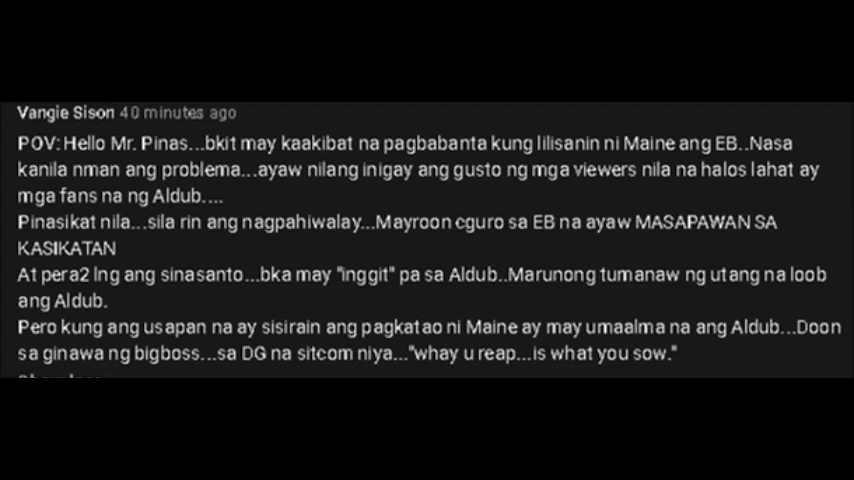 Vangie Sison 40 minutes ago
POV: Hello Mr. Pinas...bkit may kaakibat na pagbabanta kung lilisanin ni Maine ang EB..Nasa
kanila nman ang problema...ayaw nilang inigay ang gusto ng mga viewers nila na halos lahat ay
mga fans na ng Aldub....
Pinasikat nila...sila rin ang nagpahiwalay...Mayroon cguro sa EB na ayaw MASAPAWAN SA
KASIKATAN
At pera2 lng ang sinasanto...bka may "inggit" pa sa Aldub..Marunong tumanaw ng utang na loob
ang Aldub.
Pero kung ang usapan na ay sisirain ang pagkatao ni Maine ay may umaalma na ang Aldub...Doon
sa ginawa ng bigboss...sa DG na sitcom niya..."whay u reap...is what you sow."